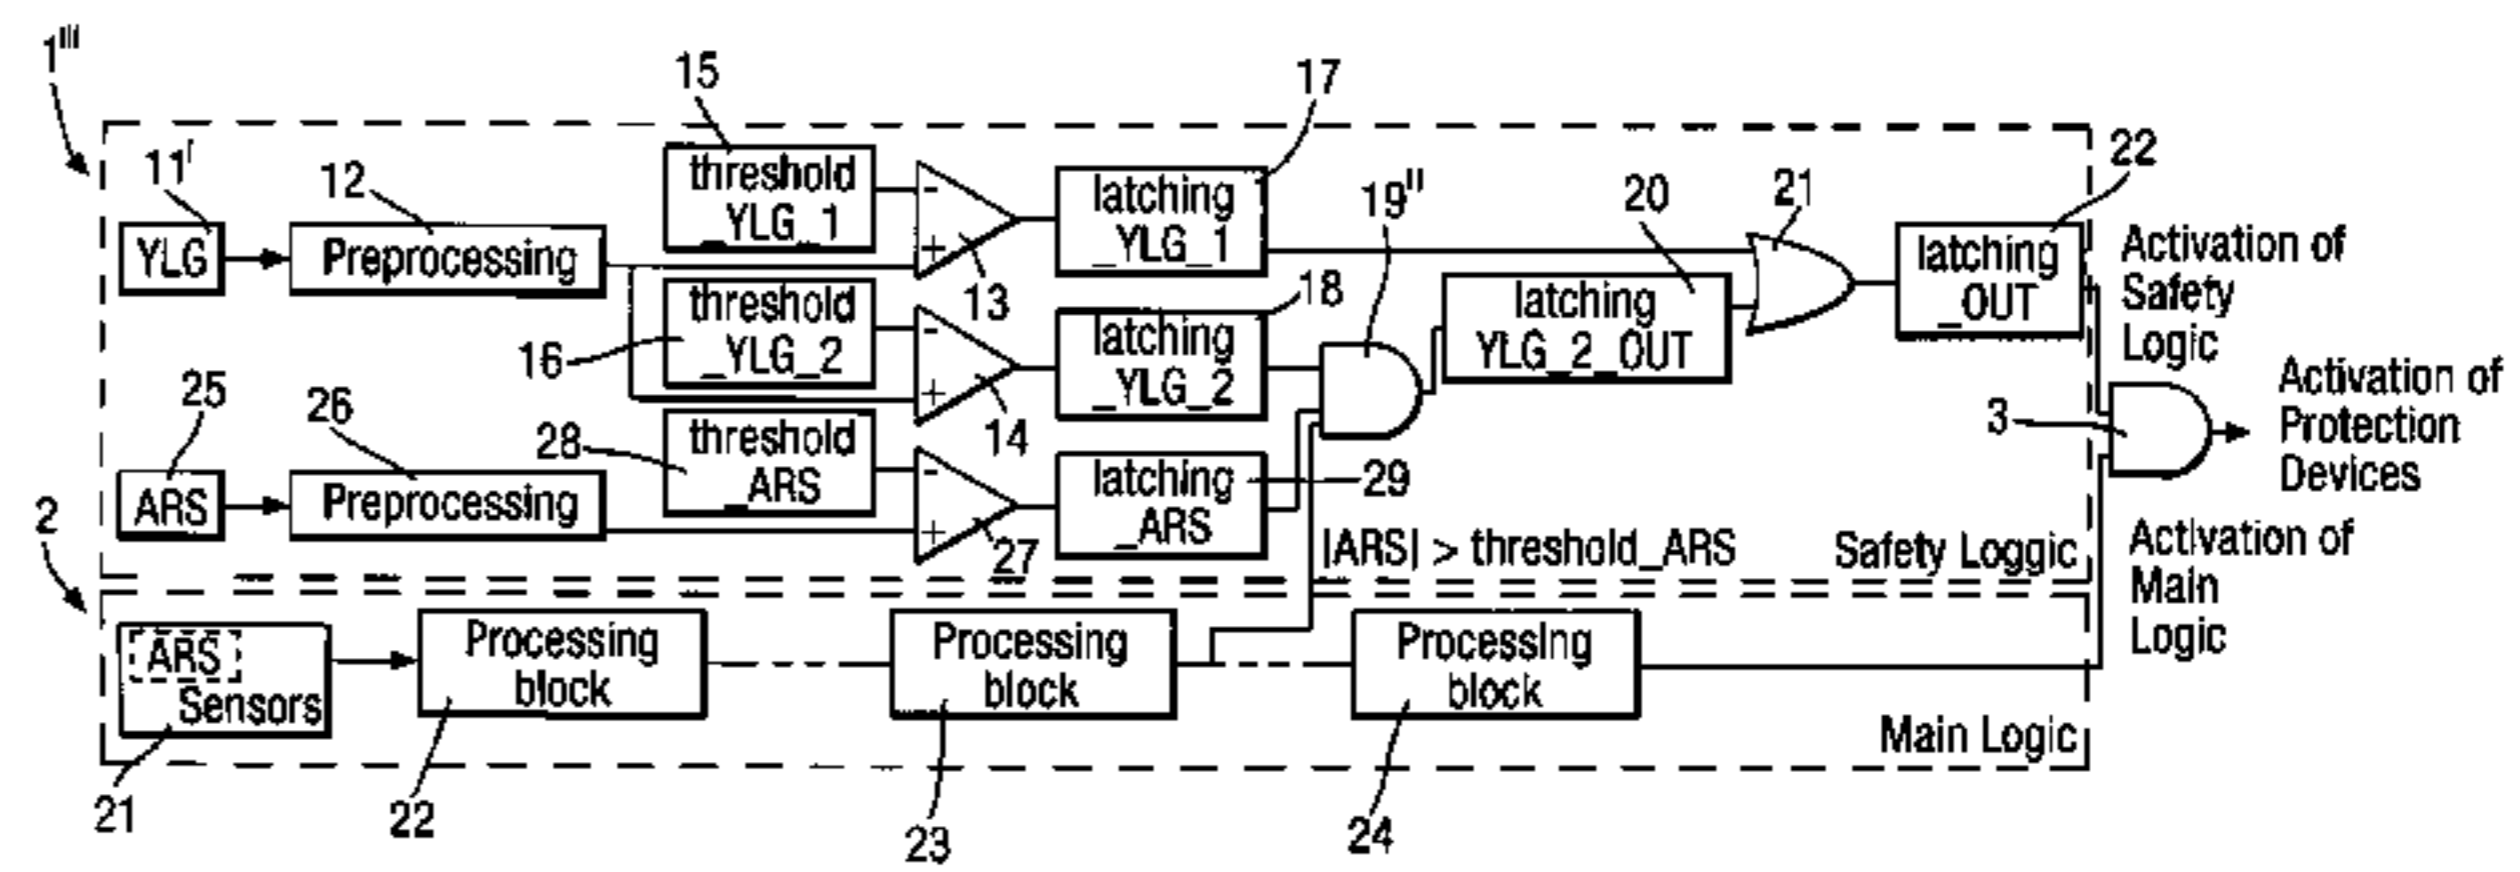 1''''
15
17
11'
12
threshold
_YLG_1
latching
_YLG_1
19''
20
21
22
YLG
Preprocessing
-
+
13
latching
_OUT
Activation of
Safety
Logic
16
threshold
_YLG_2
-
+
14
latching
_YLG_2
18
latching
YLG_2_OUT
25
26
28
threshold
_ARS
3
Activation of
Protection
Devices
2
ARS
Preprocessing
-
+
27
latching
_ARS
29
|ARS| > threshold_ARS
Safety Loggic
Activation of
Main
Logic
ARS
Sensors
Processing
block
Processing
block
Processing
block
Main Logic
21
22
23
24